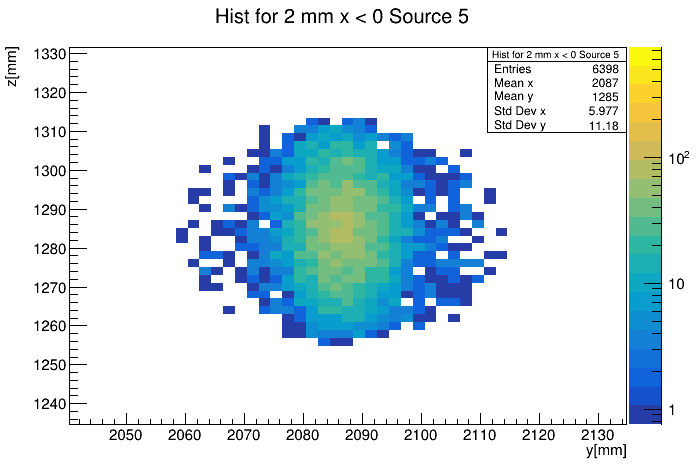 Hist for 2 mm x < 0 Source 5
z[mm]
Hist for 2 mm x < 0 Source 5
Entries 6398
Mean x 2087
Mean y 1285
Std Dev x 5.977
Std Dev y 11.18
1330
1320
1310
1300
1290
1280
1270
1260
1250
1240
2050 2060 2070 2080 2090 2100 2110 2120 2130
y[mm]
10²
10
1